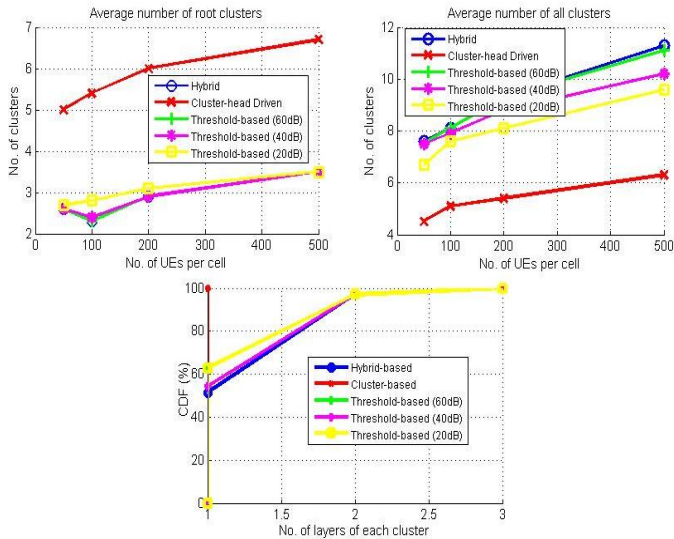 Average number of root clusters
7
6
5
4
3
2
0
100
200
300
400
500
No. of clusters
No. of UEs per cell
Hybrid
Cluster-head Driven
Threshold-based (60dB)
Threshold-based (40dB)
Threshold-based (20dB)
Average number of all clusters
12
10
8
6
4
0
100
200
300
400
500
No. of clusters
No. of UEs per cell
Hybrid
Cluster-head Driven
Threshold-based (60dB)
Threshold-based (40dB)
Threshold-based (20dB)
100
80
60
40
20
0
1
1.5
2
2.5
3
CDF (%)
No. of layers of each cluster
Hybrid-based
Cluster-based
Threshold-based (60dB)
Threshold-based (40dB)
Threshold-based (20dB)